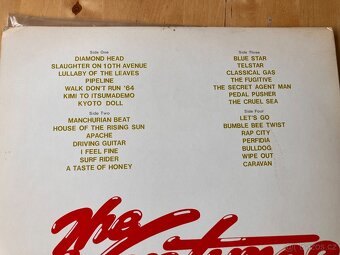 Side One
DIAMOND HEAD
SLAUGHTER ON 10TH AVENUE
LULLABY OF THE LEAVES
PIPELINE
WALK DON'T RUN '64
KIMI TO ITSUMADEMO
KYOTO DOLL
Side Two
MANCHURIAN BEAT
HOUSE OF THE RISING SUN
APACHE
DRIVING GUITAR
I FEEL FINE
SURF RIDER
A TASTE OF HONEY
Side Three
BLUE STAR
TELSTAR
CLASSICAL GAS
THE FUGITIVE
THE SECRET AGENT MAN
PEDAL PUSHER
THE CRUEL SEA
Side Four
LET'S GO
BUMBLE BEE TWIST
RAP CITY
PERFIDIA
BULLDOG
WIPE OUT
CARAVAN
The
Ventures